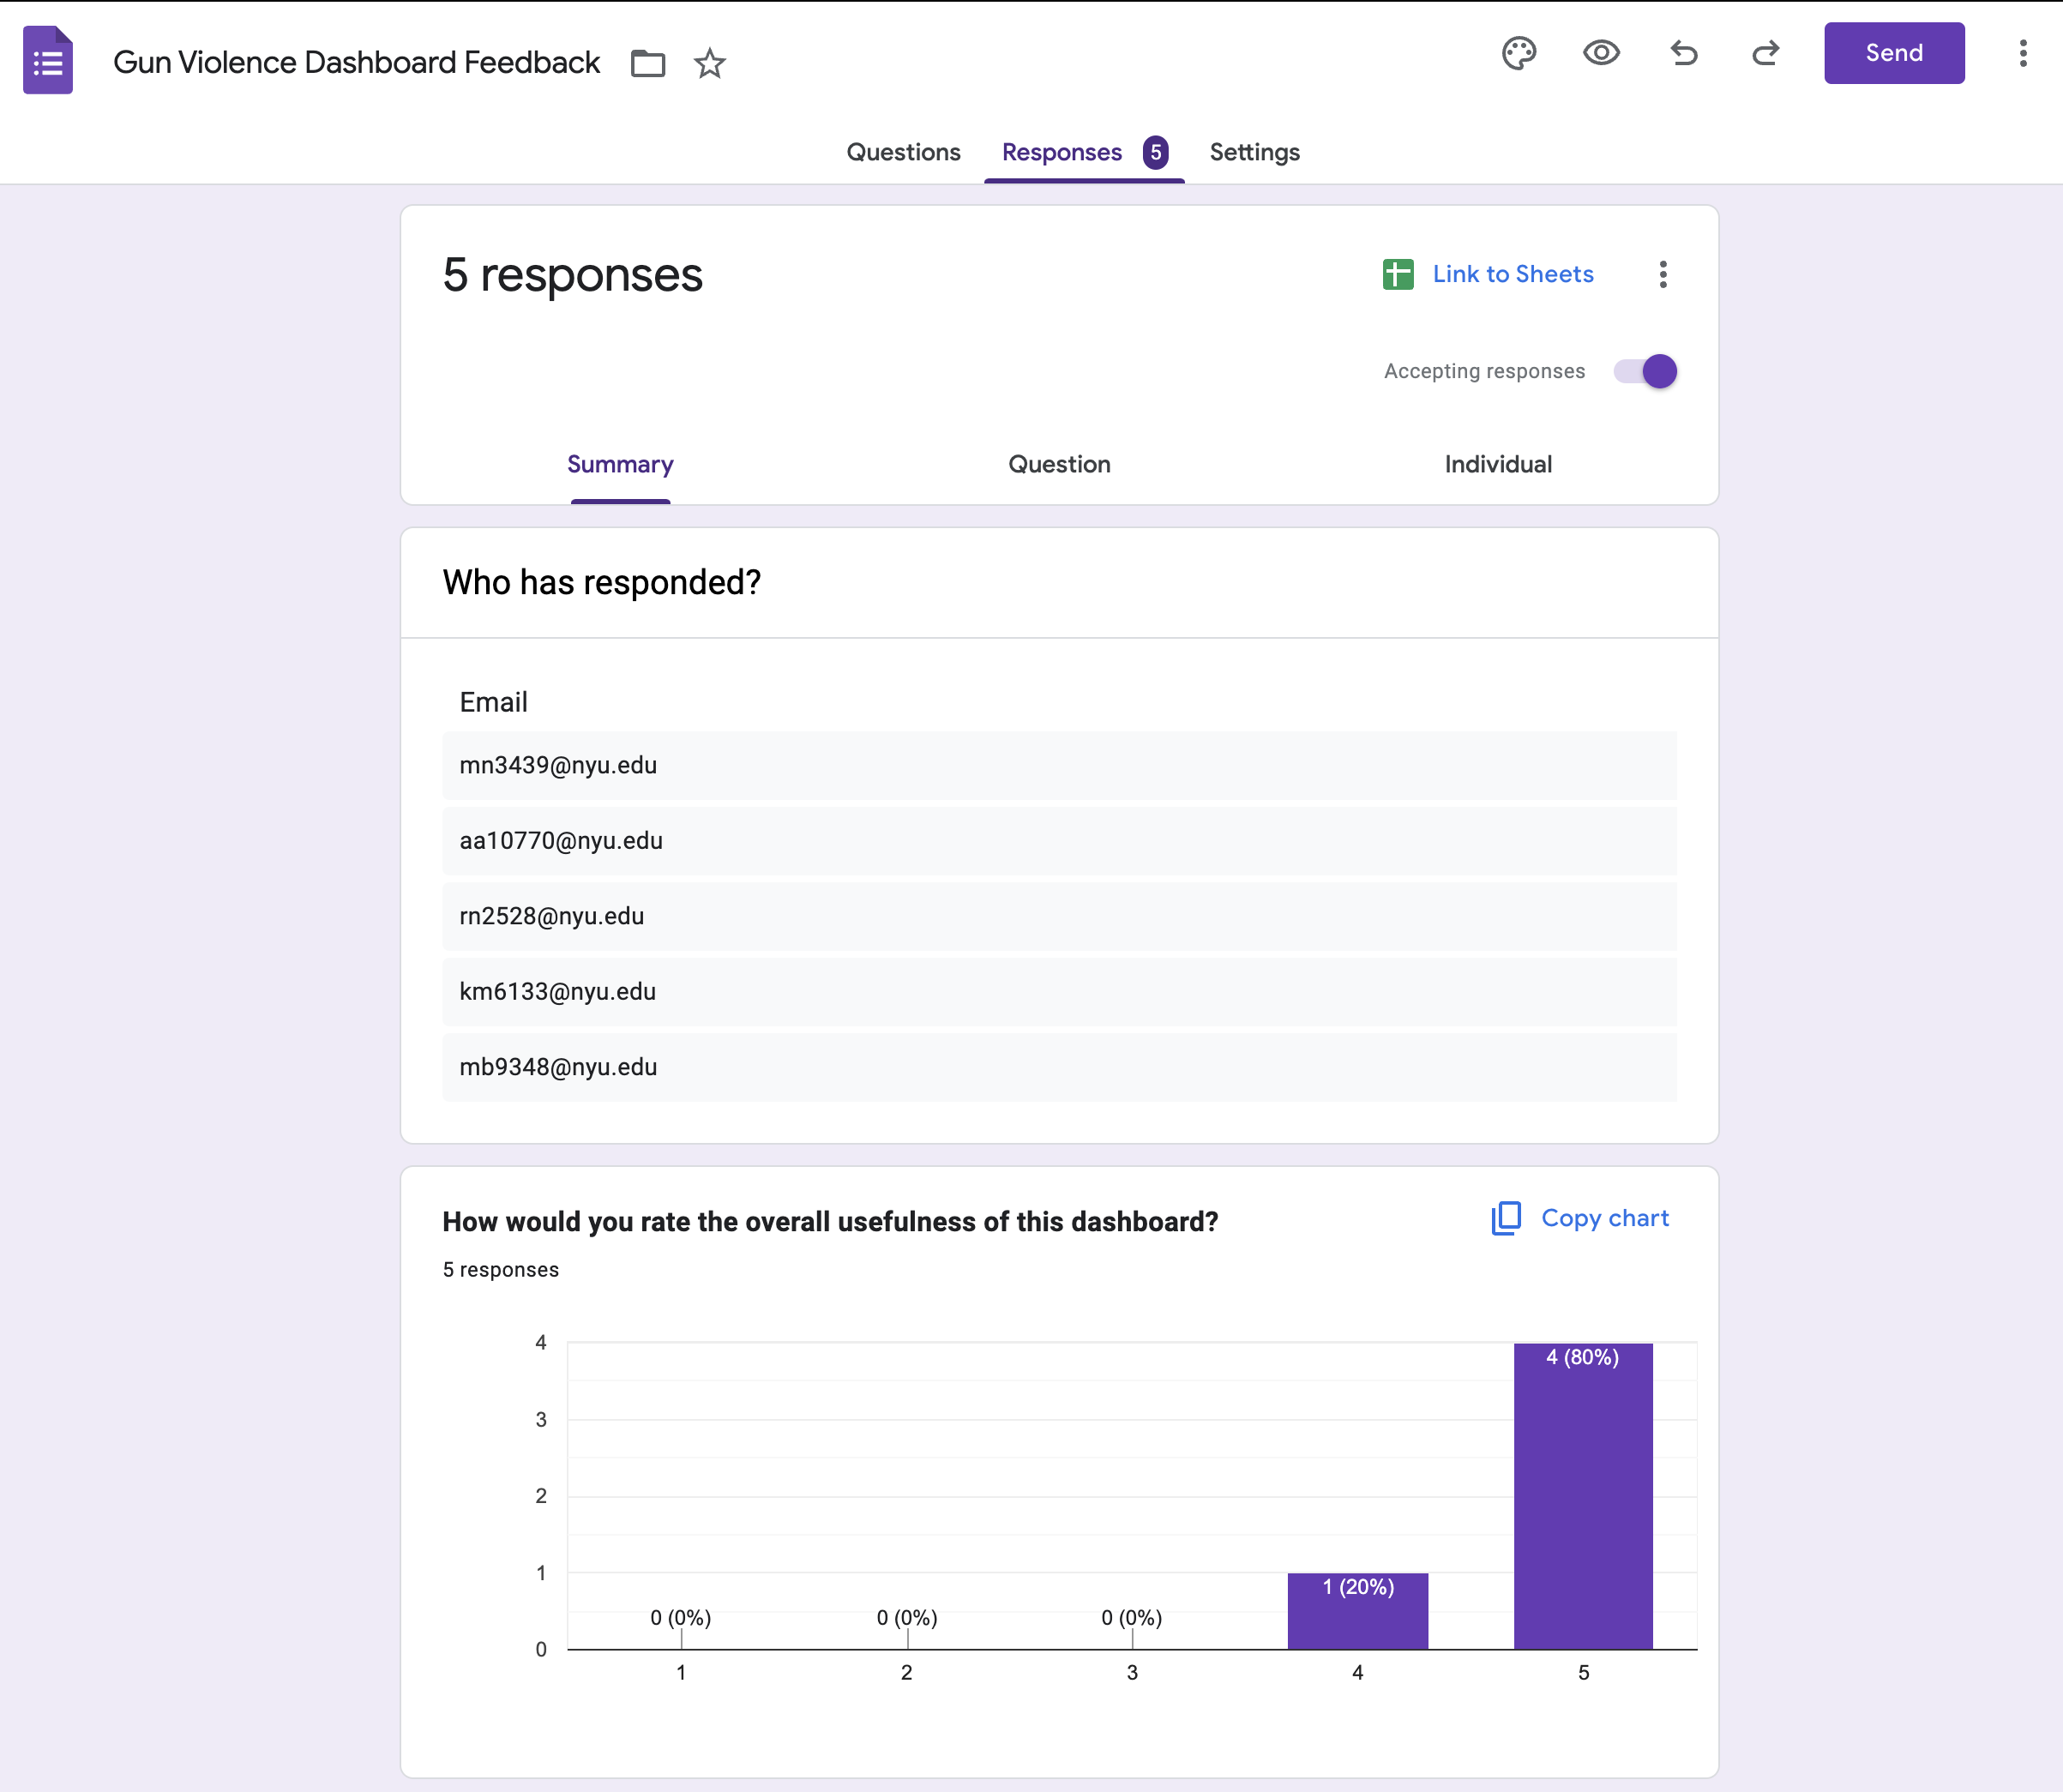 Gun Violence Dashboard Feedback
Send
Questions Responses 5 Settings
5 responses
Link to Sheets
Accepting responses
Summary Question Individual
Who has responded?
Email
mn3439@nyu.edu
aa10770@nyu.edu
rn2528@nyu.edu
km6133@nyu.edu
mb9348@nyu.edu
How would you rate the overall usefulness of this dashboard?
Copy chart
5 responses
4
4 (80%)
3
2
1
1 (20%)
0 (0%) 0 (0%) 0 (0%)
0
1 2 3 4 5